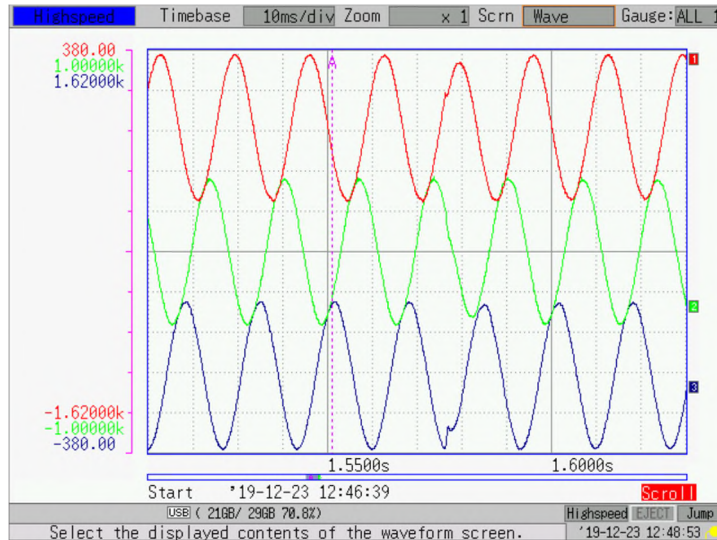 Highspeed Timebase 10ms/div Zoom x 1 Scrn Wave Gauge:ALL
380.00
1.00000k
1.62000k
A
1
2
3
-1.62000k
-1.00000k
-380.00
1.5500s 1.6000s
Start '19-12-23 12:46:39 Scroll
USB ( 21GB/ 29GB 70.8%) Highspeed EJECT Jump
Select the displayed contents of the waveform screen. '19-12-23 12:48:53